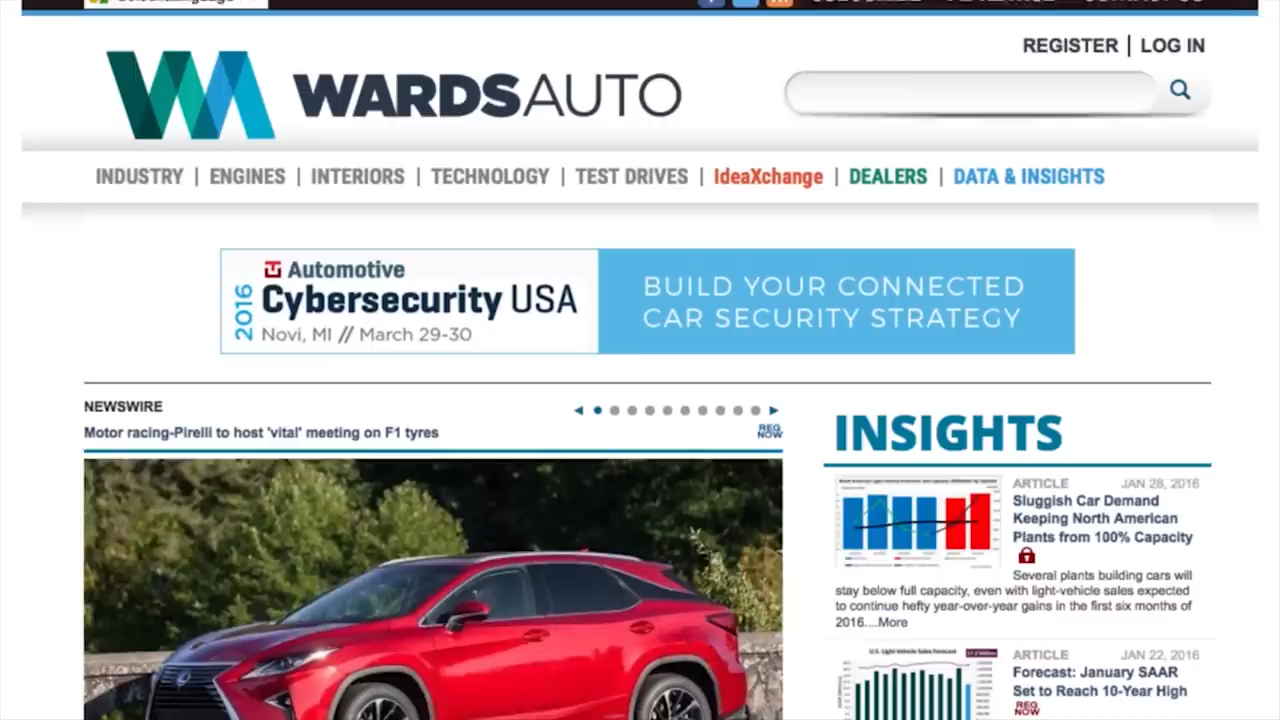 REGISTER | LOG IN
WARDSAUTO
INDUSTRY | ENGINES | INTERIORS | TECHNOLOGY | TEST DRIVES | IdeaXchange | DEALERS | DATA & INSIGHTS
2016
Automotive
Cybersecurity USA
Novi, MI // March 29-30
BUILD YOUR CONNECTED
CAR SECURITY STRATEGY
NEWSWIRE
Motor racing-Pirelli to host 'vital' meeting on F1 tyres
REG NOW
INSIGHTS
ARTICLE JAN 28, 2016
Sluggish Car Demand
Keeping North American
Plants from 100% Capacity
Several plants building cars will
stay below full capacity, even with light-vehicle sales expected
to continue hefty year-over-year gains in the first six months of
2016....More
U.S. Light Vehicle Sales Forecast
ARTICLE JAN 22, 2016
Forecast: January SAAR
Set to Reach 10-Year High
REG NOW